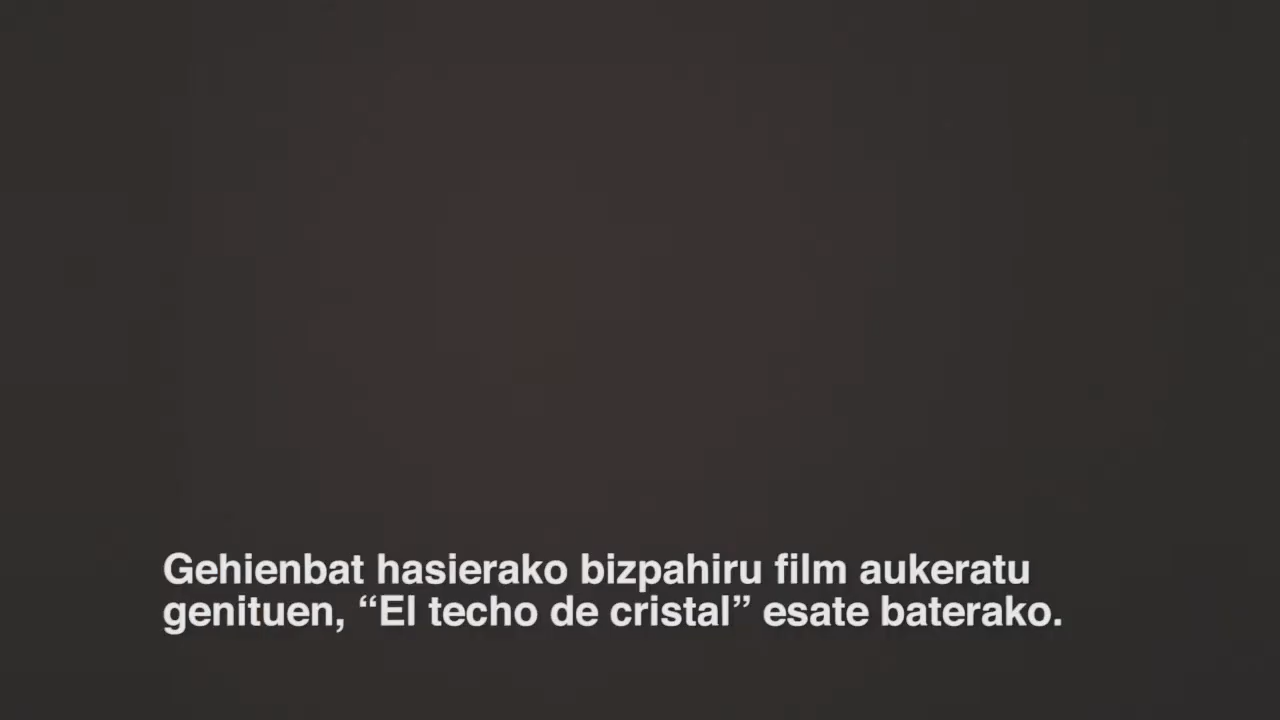 Gehienbat hasierako bizpahiru film aukeratu
genituen, “El techo de cristal” esate baterako.